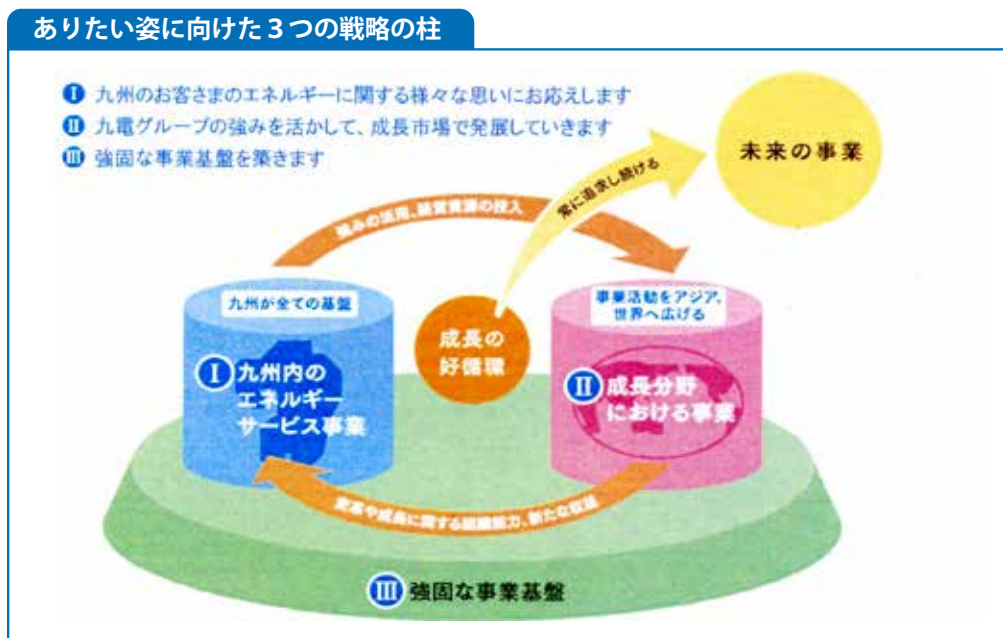 ありたい姿に向けた３つの戦略の柱
Ⅰ 九州のお客さまのエネルギーに関する様々な思いにお応えします
Ⅱ 九電グループの強みを活かして、成長市場で発展していきます
Ⅲ 強固な事業基盤を築きます
未来の事業
常に追求し続ける
強みの活用、経営資源の投入
九州が全ての基盤
事業活動をアジア、
世界へ広げる
成長の
好循環
Ⅰ 九州内の
エネルギー
サービス事業
Ⅱ 成長分野
における事業
変革や成長に関する組織能力、新たな収益
Ⅲ 強固な事業基盤